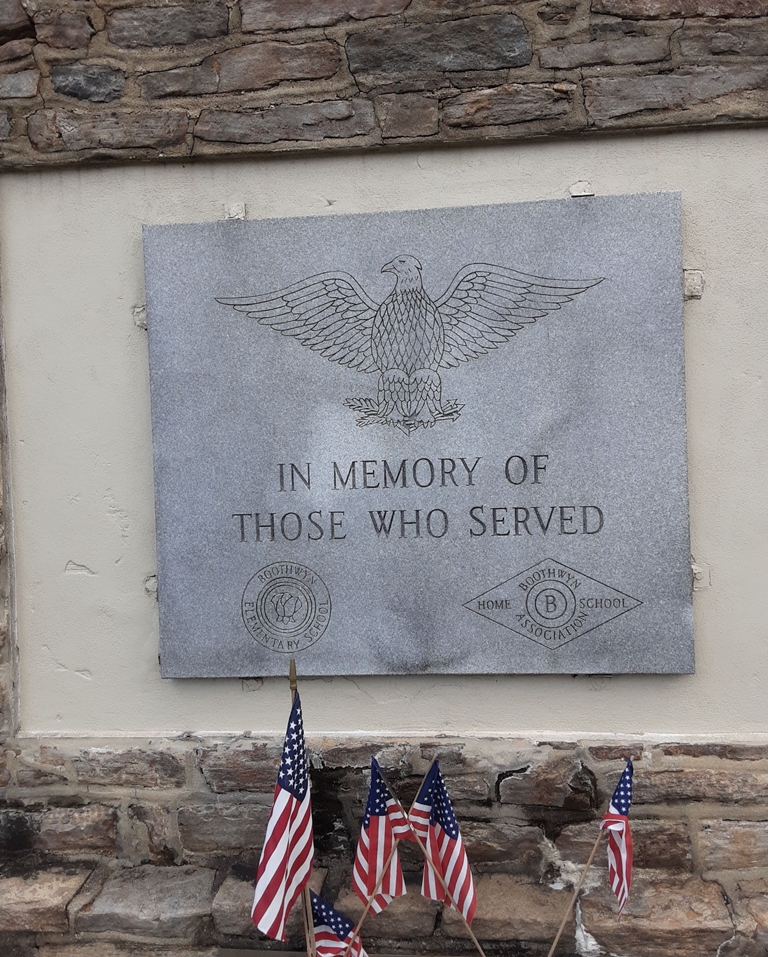 IN MEMORY OF
THOSE WHO SERVED
BOOTHWYN
ELEMENTARY SCHOOL
BOOTHWYN
HOME B SCHOOL
ASSOCIATION